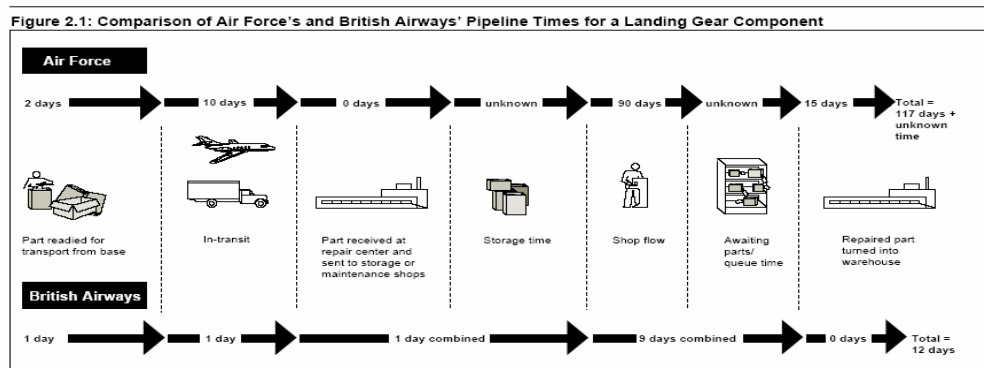 Figure 2.1: Comparison of Air Force's and British Airways' Pipeline Times for a Landing Gear Component
Air Force
2 days
10 days
0 days
unknown
90 days
unknown
15 days
Total =
117 days +
unknown
time
Part readied for
transport from base
In-transit
Part received at
repair center and
sent to storage or
maintenance shops
Storage time
Shop flow
Awaiting
parts/
queue time
Repaired part
turned into
warehouse
British Airways
1 day
1 day
1 day combined
9 days combined
0 days
Total =
12 days